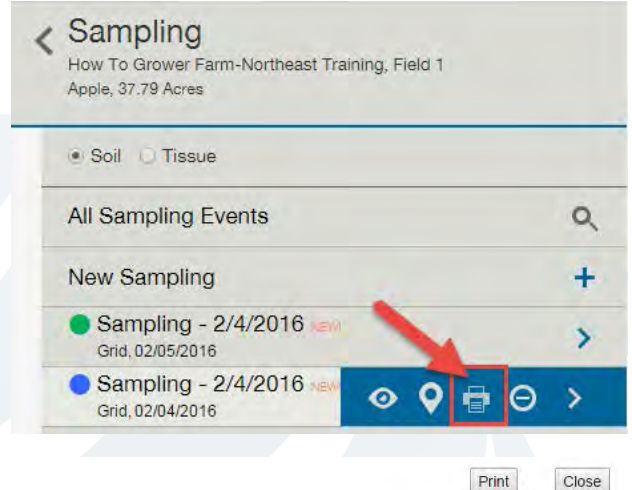 Sampling
How To Grower Farm-Northeast Training, Field 1
Apple, 37.79 Acres
Soil Tissue
All Sampling Events
New Sampling
Sampling - 2/4/2016 NEW
Grid, 02/05/2016
Sampling - 2/4/2016 NEW
Grid, 02/04/2016
Print Close